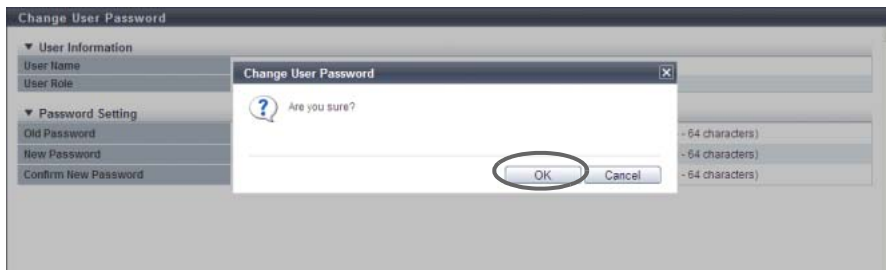 Change User Password
▼ User Information
User Name
User Role
▼ Password Setting
Old Password - 64 characters)
New Password - 64 characters)
Confirm New Password - 64 characters)
Change User Password
Are you sure?
OK Cancel